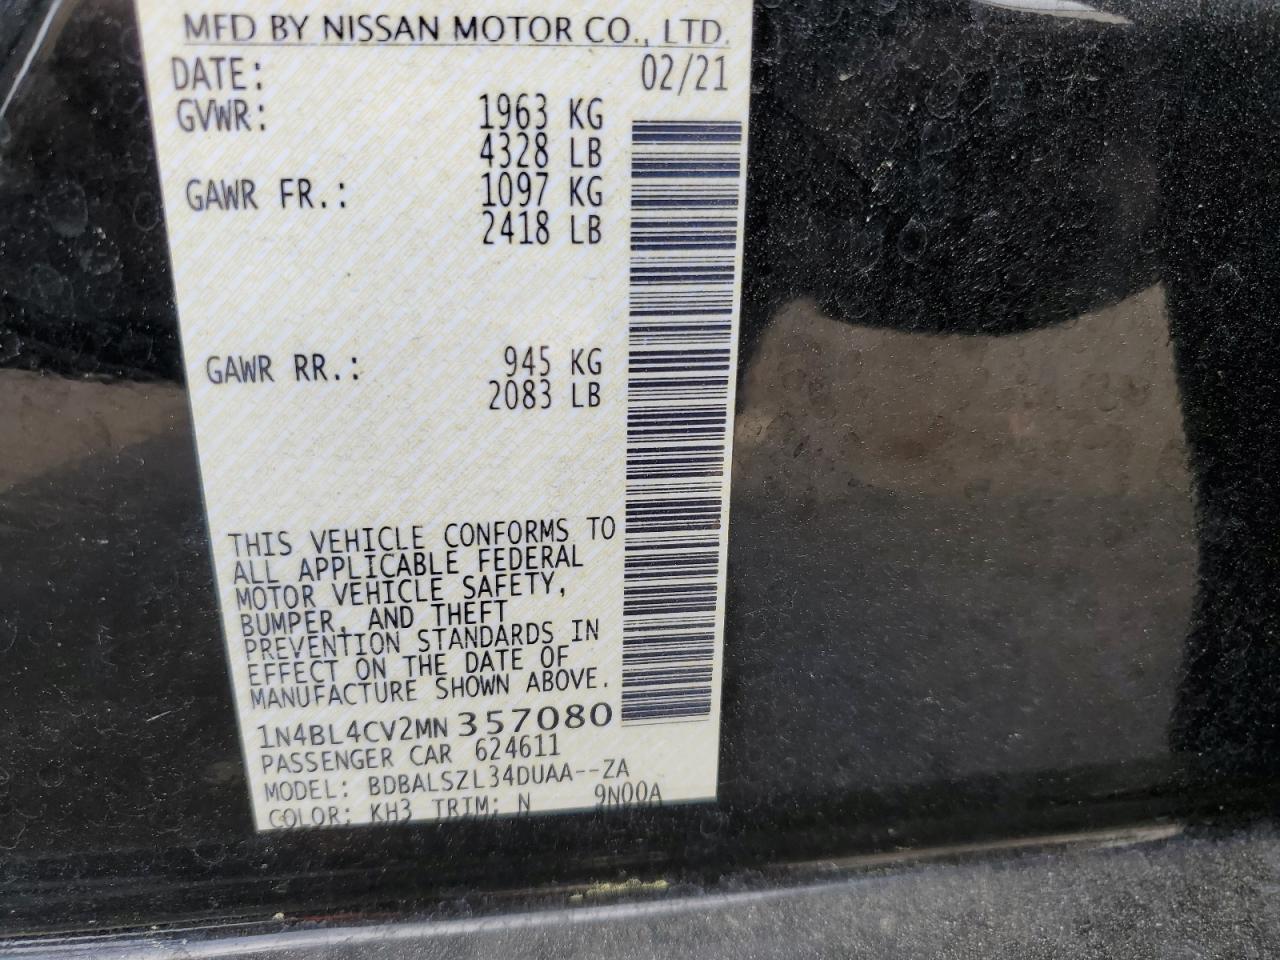 MFD BY NISSAN MOTOR CO., LTD.
DATE: 02/21
GVWR: 1963 KG
4328 LB
GAWR FR.: 1097 KG
2418 LB
GAWR RR.: 945 KG
2083 LB
THIS VEHICLE CONFORMS TO
ALL APPLICABLE FEDERAL
MOTOR VEHICLE SAFETY,
BUMPER, AND THEFT
PREVENTION STANDARDS IN
EFFECT ON THE DATE OF
MANUFACTURE SHOWN ABOVE.
1N4BL4CV2MN357080
PASSENGER CAR 624611
MODEL: BDBALSZL34DUAA--ZA
COLOR: KH3 TRIM: N 9N00A